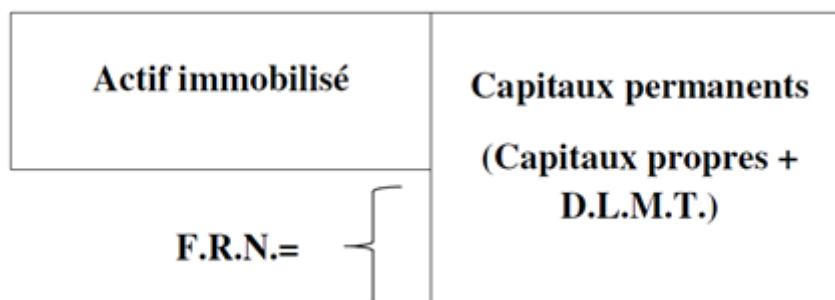 Actif immobilisé
Capitaux permanents
(Capitaux propres +
D.L.M.T.)
F.R.N.=